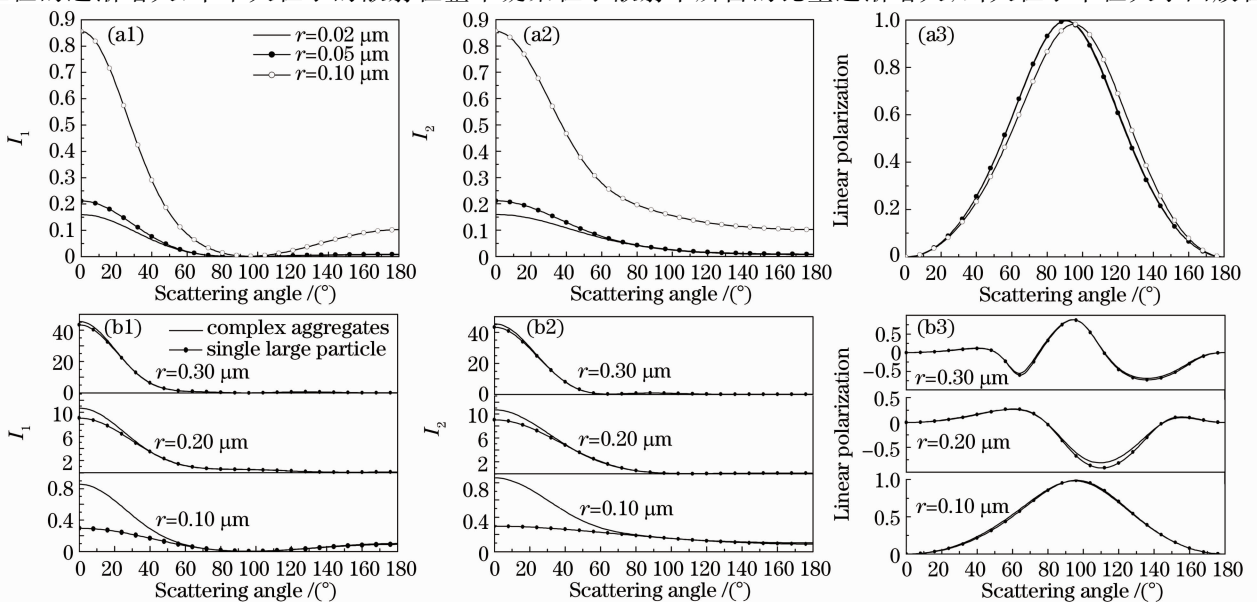 (a1)
r=0.02 μm
r=0.05 μm
r=0.10 μm
0.9
0.8
0.7
0.6
0.5
0.4
0.3
0.2
0.1
0
I1
0 20 40 60 80 100 120 140 160 180
Scattering angle /(°)
(a2)
0.9
0.8
0.7
0.6
0.5
0.4
0.3
0.2
0.1
0
I2
0 20 40 60 80 100 120 140 160 180
Scattering angle /(°)
(a3)
1.0
0.8
0.6
0.4
0.2
0
Linear polarization
0 20 40 60 80 100 120 140 160 180
Scattering angle /(°)
(b1)
complex aggregates
single large particle
40
20
0
r=0.30 μm
10
6
2
r=0.20 μm
0.8
0.4
0
r=0.10 μm
I1
0 20 40 60 80 100 120 140 160 180
Scattering angle /(°)
(b2)
40
20
0
r=0.30 μm
10
6
2
r=0.20 μm
0.8
0.4
0
r=0.10 μm
I2
0 20 40 60 80 100 120 140 160 180
Scattering angle /(°)
(b3)
0.5
0
−0.5
r=0.30 μm
0.5
0
−0.5
r=0.20 μm
1.0
0.5
0
r=0.10 μm
Linear polarization
0 20 40 60 80 100 120 140 160 180
Scattering angle /(°)